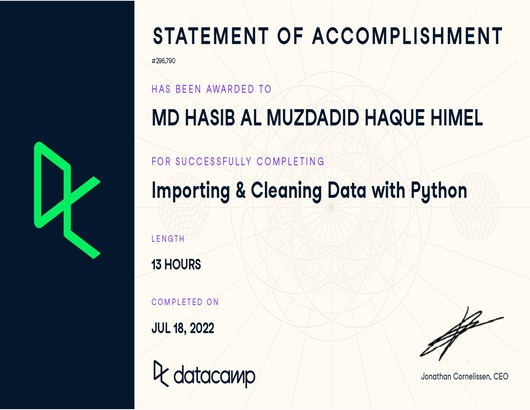 STATEMENT OF ACCOMPLISHMENT
#296,790
HAS BEEN AWARDED TO
MD HASIB AL MUZDADID HAQUE HIMEL
FOR SUCCESSFULLY COMPLETING
Importing & Cleaning Data with Python
LENGTH
13 HOURS
COMPLETED ON
JUL 18, 2022
datacamp
Jonathan Cornelissen, CEO